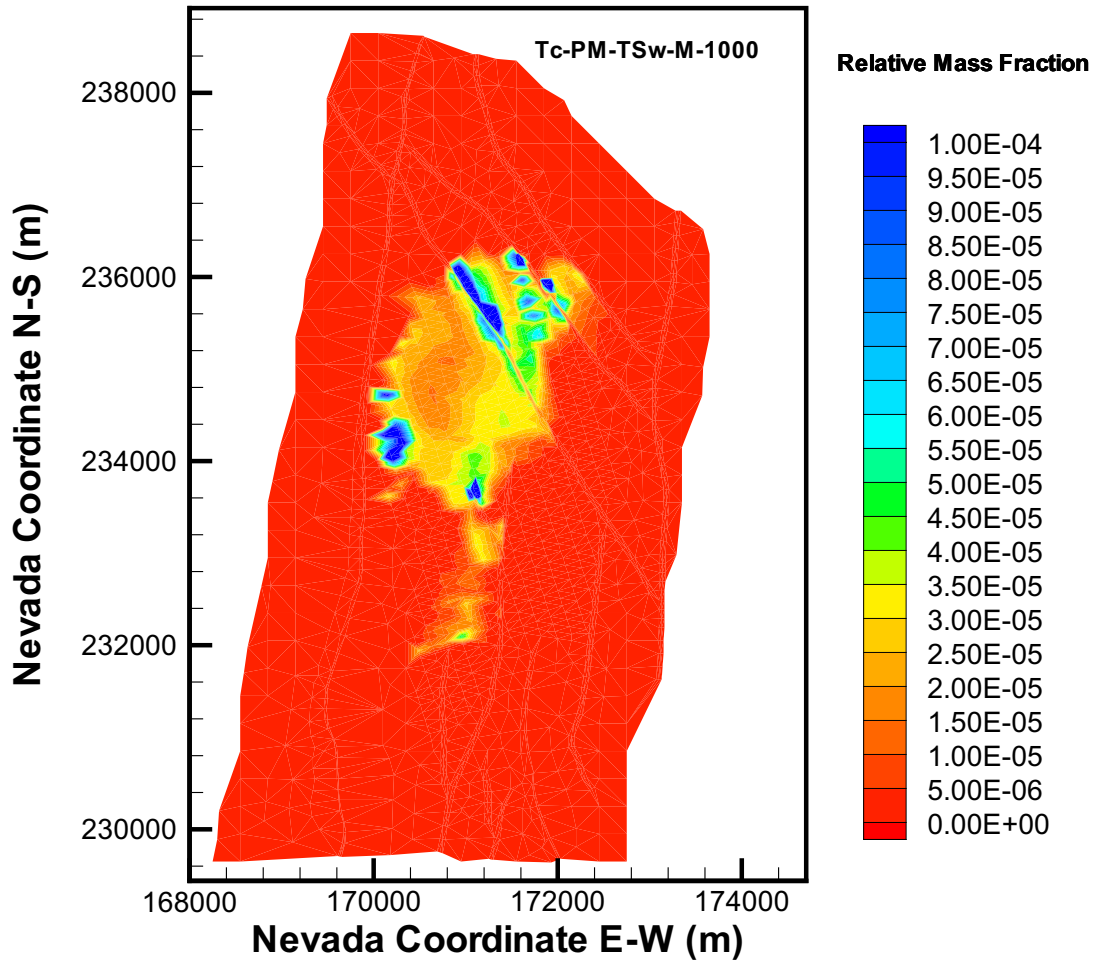 Tc-PM-TSw-M-1000
Relative Mass Fraction
1.00E-04
9.50E-05
9.00E-05
8.50E-05
8.00E-05
7.50E-05
7.00E-05
6.50E-05
6.00E-05
5.50E-05
5.00E-05
4.50E-05
4.00E-05
3.50E-05
3.00E-05
2.50E-05
2.00E-05
1.50E-05
1.00E-05
5.00E-06
0.00E+00
Nevada Coordinate N-S (m)
238000
236000
234000
232000
230000
168000 170000 172000 174000
Nevada Coordinate E-W (m)